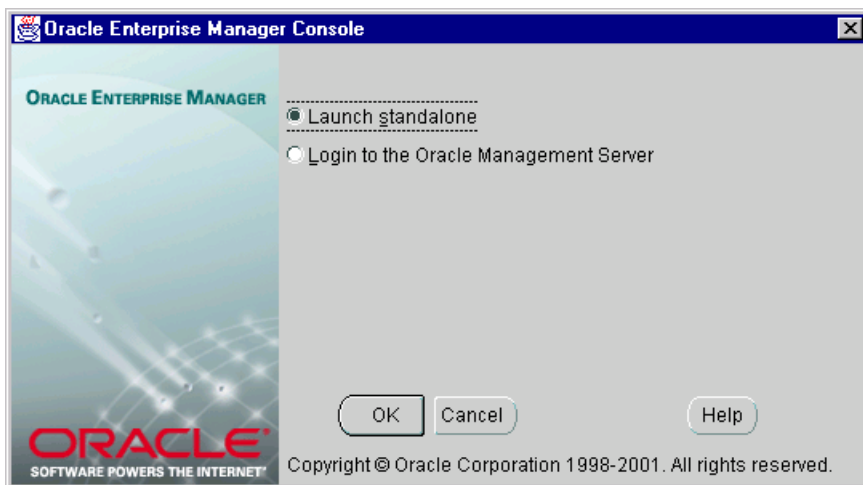 Oracle Enterprise Manager Console
ORACLE ENTERPRISE MANAGER
Launch standalone
Login to the Oracle Management Server
OK Cancel Help
ORACLE
SOFTWARE POWERS THE INTERNET™
Copyright © Oracle Corporation 1998-2001. All rights reserved.